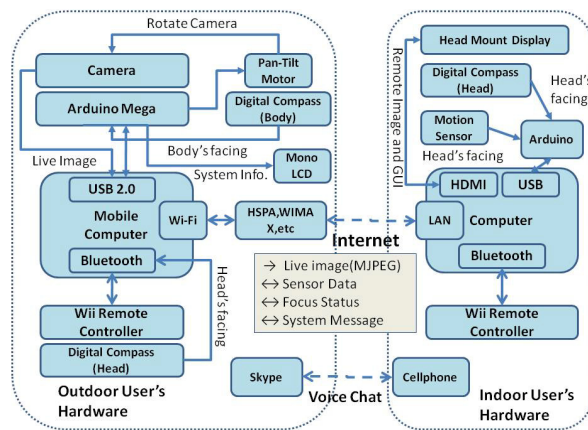 Rotate Camera
Camera
Pan-Tilt
Motor
Arduino Mega
Digital Compass
(Body)
Body's facing
Live Image
System Info.
Mono
LCD
USB 2.0
Mobile
Computer
Wi-Fi
HSPA,WIMA
X,etc
Bluetooth
Head's facing
Wii Remote
Controller
Digital Compass
(Head)
Outdoor User's
Hardware
Internet
→ Live image(MJPEG)
↔ Sensor Data
↔ Focus Status
↔ System Message
Skype
Voice Chat
Cellphone
Remote Image and GUI
Head Mount Display
Digital Compass
(Head)
Head's
facing
Motion
Sensor
Arduino
Head's facing
HDMI
USB
LAN
Computer
Bluetooth
Wii Remote
Controller
Indoor User's
Hardware